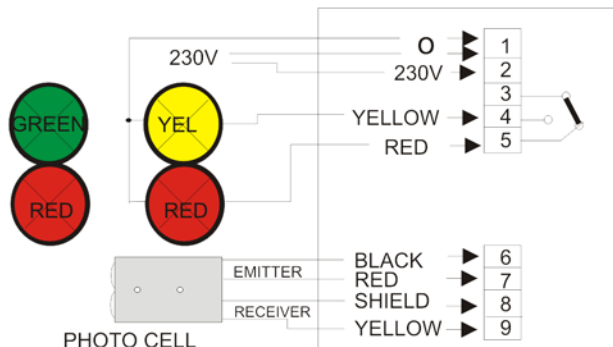 O 1
230V 230V 2
3
GREEN YEL YELLOW 4
RED 5
RED RED
BLACK 6
EMITTER RED 7
SHIELD 8
RECEIVER YELLOW 9
PHOTO CELL